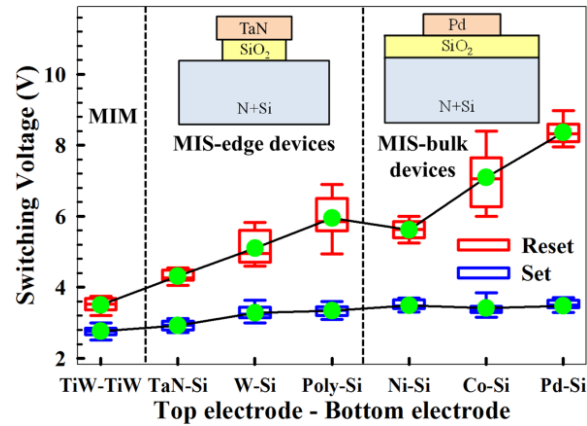 TaN
SiO2
N+Si
Pd
SiO2
N+Si
MIM
MIS-edge devices
MIS-bulk
devices
Reset
Set
Switching Voltage (V)
10
8
6
4
2
TiW-TiW TaN-Si W-Si Poly-Si Ni-Si Co-Si Pd-Si
Top electrode - Bottom electrode